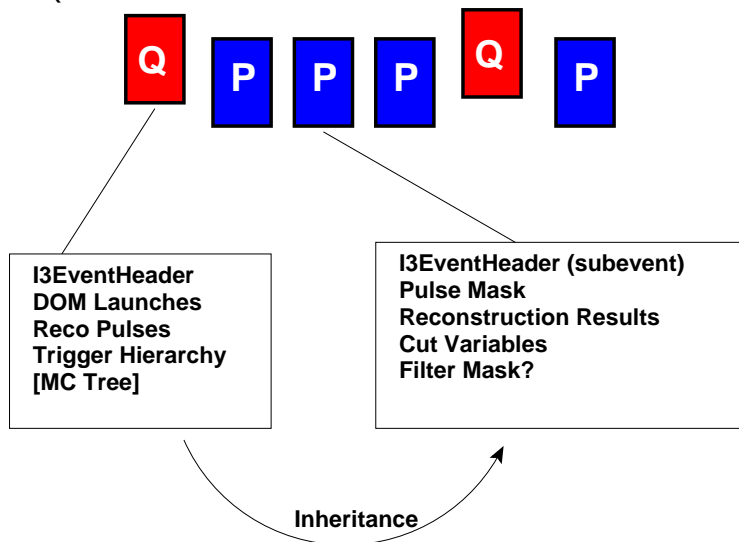 Q P P P Q P
I3EventHeader
DOM Launches
Reco Pulses
Trigger Hierarchy
[MC Tree]
I3EventHeader (subevent)
Pulse Mask
Reconstruction Results
Cut Variables
Filter Mask?
Inheritance